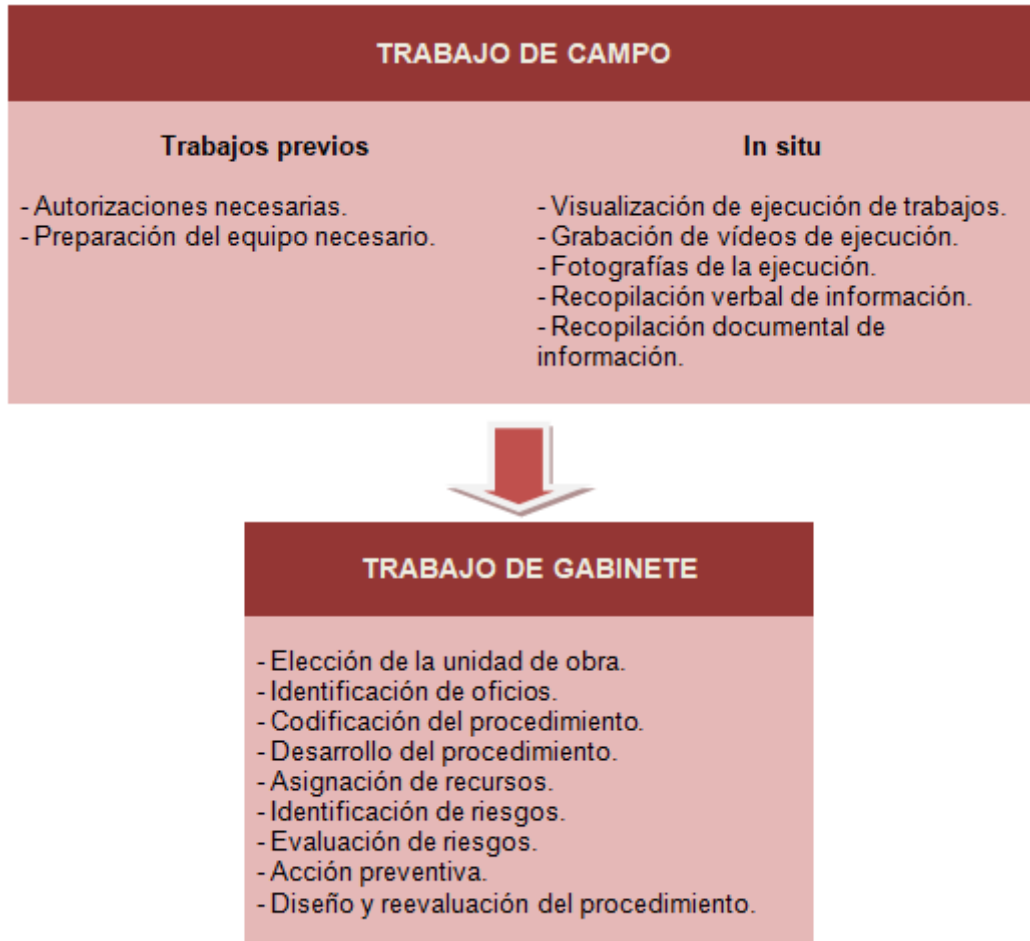 TRABAJO DE CAMPO
Trabajos previos
- Autorizaciones necesarias.
- Preparación del equipo necesario.
In situ
- Visualización de ejecución de trabajos.
- Grabación de vídeos de ejecución.
- Fotografías de la ejecución.
- Recopilación verbal de información.
- Recopilación documental de
información.
TRABAJO DE GABINETE
- Elección de la unidad de obra.
- Identificación de oficios.
- Codificación del procedimiento.
- Desarrollo del procedimiento.
- Asignación de recursos.
- Identificación de riesgos.
- Evaluación de riesgos.
- Acción preventiva.
- Diseño y reevaluación del procedimiento.